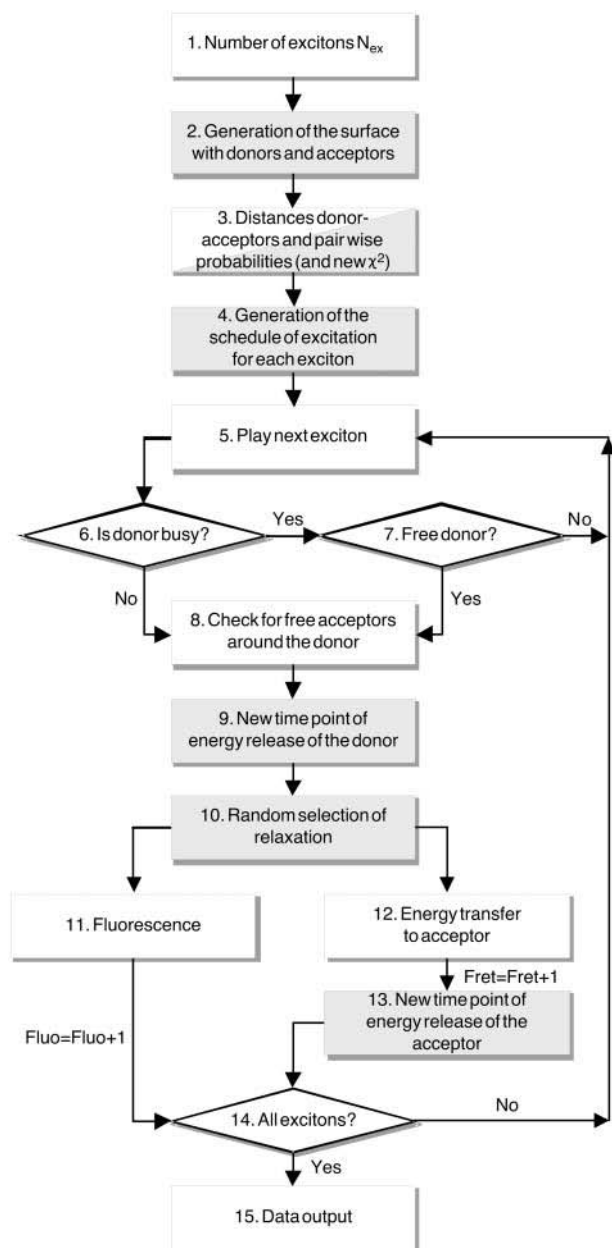 1. Number of excitons Nex
2. Generation of the surface
with donors and acceptors
3. Distances donor-
acceptors and pair wise
probabilities (and new χ²)
4. Generation of the
schedule of excitation
for each exciton
5. Play next exciton
6. Is donor busy?
Yes
7. Free donor?
No
No
Yes
8. Check for free acceptors
around the donor
9. New time point of
energy release of the donor
10. Random selection of
relaxation
11. Fluorescence
12. Energy transfer
to acceptor
Fret=Fret+1
13. New time point of
energy release of the
acceptor
Fluo=Fluo+1
14. All excitons?
No
Yes
15. Data output